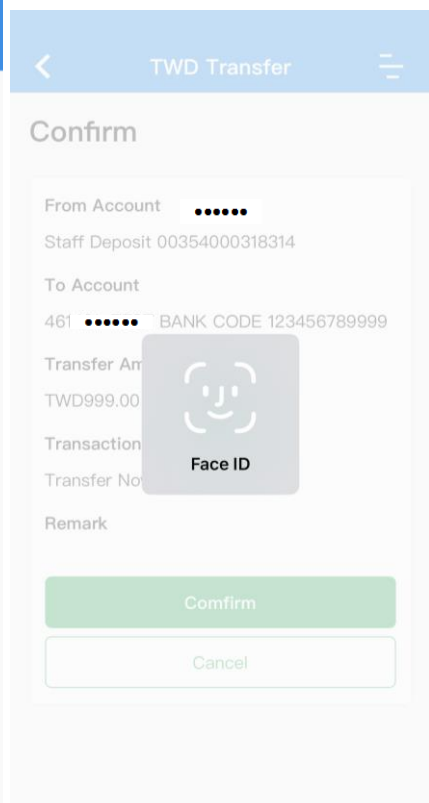 TWD Transfer
Confirm
From Account ••••••
Staff Deposit 00354000318314
To Account
461 •••••• BANK CODE 123456789999
Transfer Am
TWD999.00
Transaction
Transfer No
Face ID
Remark
Comfirm
Cancel